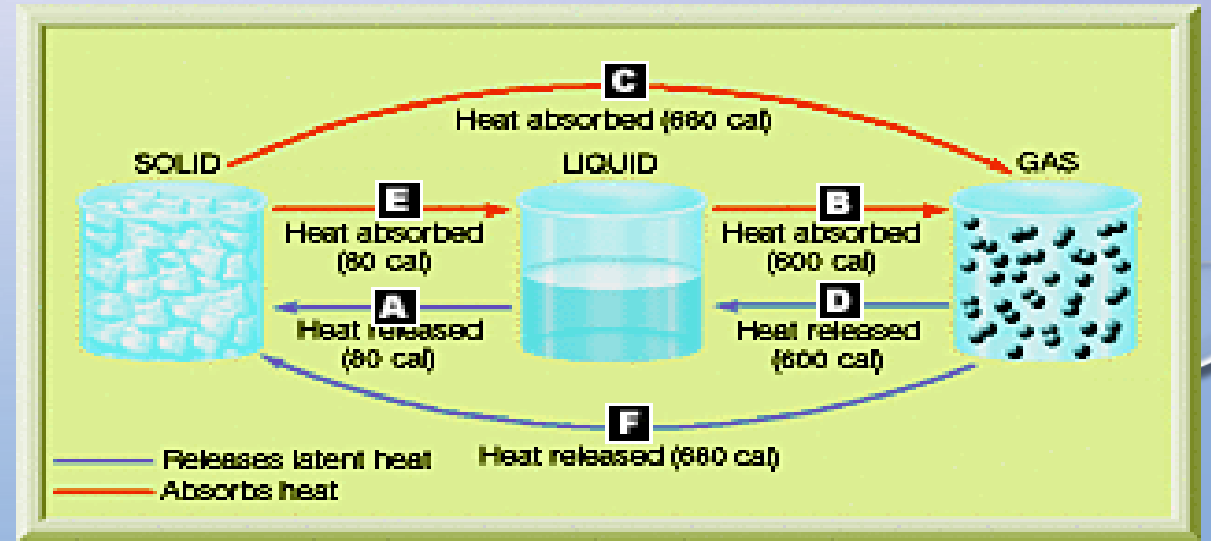 C
Heat absorbed (680 cal)
SOLID
LIQUID
GAS
E
B
Heat absorbed
(80 cal)
Heat absorbed
(600 cal)
A
D
Heat released
(80 cal)
Heat released
(600 cal)
F
Heat released (680 cal)
Releases latent heat
Absorbs heat